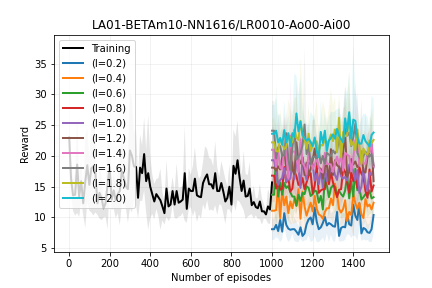 LA01-BETAm10-NN1616/LR0010-Ao00-Ai00
Reward
35
30
25
20
15
10
5
Training
(l=0.2)
(l=0.4)
(l=0.6)
(l=0.8)
(l=1.0)
(l=1.2)
(l=1.4)
(l=1.6)
(l=1.8)
(l=2.0)
0 200 400 600 800 1000 1200 1400
Number of episodes